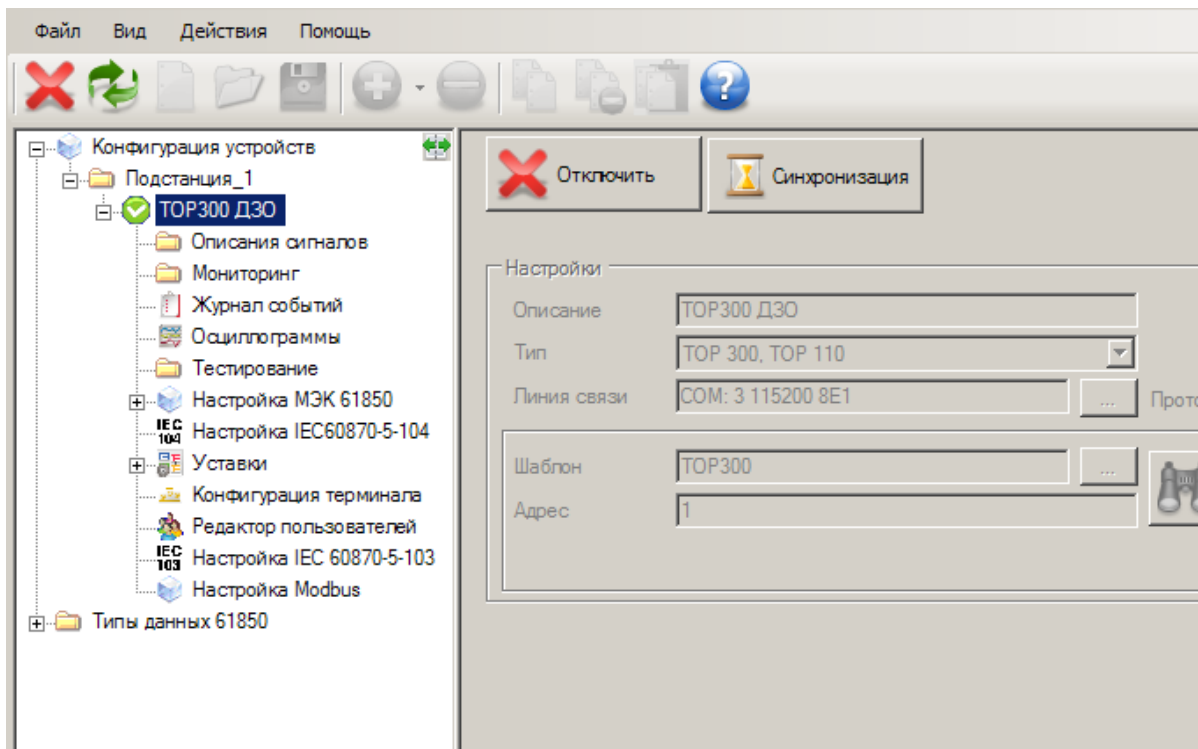 Файл Вид Действия Помощь
Конфигурация устройств
Подстанция_1
ТОР300 ДЗО
Описания сигналов
Мониторинг
Журнал событий
Осциллограммы
Тестирование
Настройка МЭК 61850
IEC 104 Настройка IEC60870-5-104
Уставки
Конфигурация терминала
Редактор пользователей
IEC 103 Настройка IEC 60870-5-103
Настройка Modbus
Типы данных 61850
Отключить Синхронизация
Настройки
Описание ТОР300 ДЗО
Тип ТОР 300, ТОР 110
Линия связи COM: 3 115200 8E1 ... Прото
Шаблон ТОР300 ...
Адрес 1